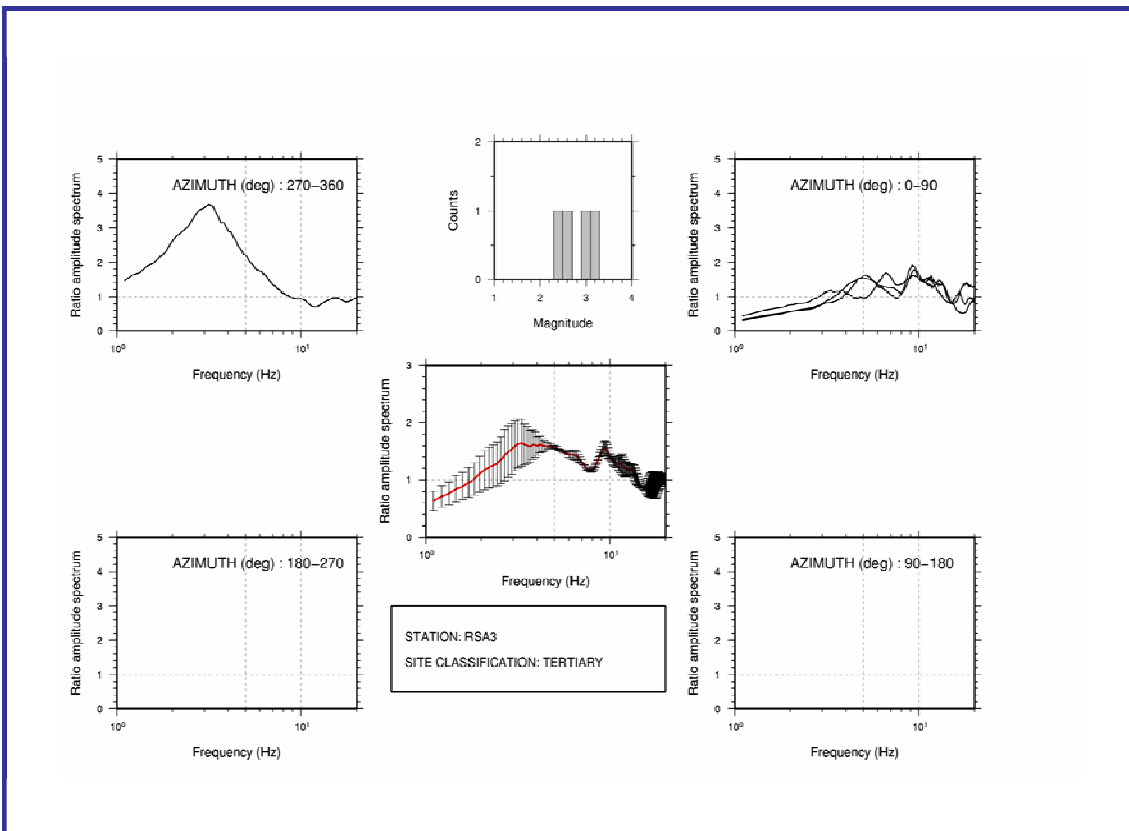 AZIMUTH (deg) : 270−360
Ratio amplitude spectrum
5
4
3
2
1
0
10⁰
10¹
Frequency (Hz)
Counts
2
1
0
1
2
3
4
Magnitude
AZIMUTH (deg) : 0−90
Ratio amplitude spectrum
5
4
3
2
1
0
10⁰
10¹
Frequency (Hz)
Ratio amplitude spectrum
3
2
1
0
10⁰
10¹
Frequency (Hz)
AZIMUTH (deg) : 180−270
Ratio amplitude spectrum
5
4
3
2
1
0
10⁰
10¹
Frequency (Hz)
STATION: RSA3
SITE CLASSIFICATION: TERTIARY
AZIMUTH (deg) : 90−180
Ratio amplitude spectrum
5
4
3
2
1
0
10⁰
10¹
Frequency (Hz)